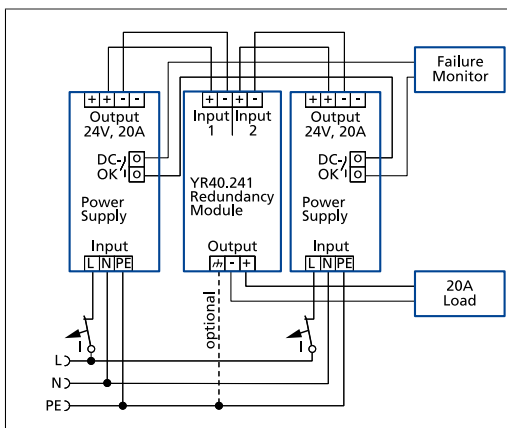 Failure
Monitor
+ + - -
Output
24V, 20A
DC-
OK
Power
Supply
Input
L N PE
+ - + -
Input Input
1 2
YR40.241
Redundancy
Module
Output
- +
optional
+ + - -
Output
24V, 20A
DC-
OK
Power
Supply
Input
L N PE
20A
Load
I
I
L
N
PE